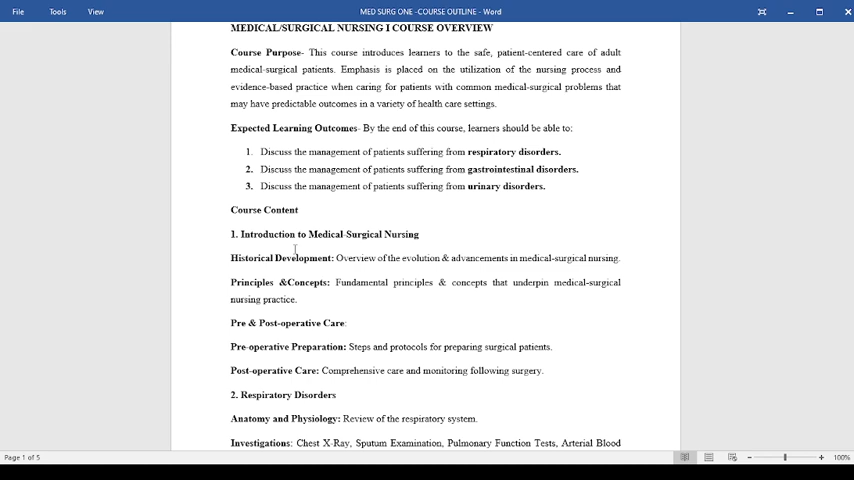 File Tools View MED SURG ONE -COURSE OUTLINE - Word
MEDICAL/SURGICAL NURSING I COURSE OVERVIEW
Course Purpose- This course introduces learners to the safe, patient-centered care of adult
medical-surgical patients. Emphasis is placed on the utilization of the nursing process and
evidence-based practice when caring for patients with common medical-surgical problems that
may have predictable outcomes in a variety of health care settings.
Expected Learning Outcomes- By the end of this course, learners should be able to:
1. Discuss the management of patients suffering from respiratory disorders.
2. Discuss the management of patients suffering from gastrointestinal disorders.
3. Discuss the management of patients suffering from urinary disorders.
Course Content
1. Introduction to Medical-Surgical Nursing
Historical Development: Overview of the evolution & advancements in medical-surgical nursing.
Principles &Concepts: Fundamental principles & concepts that underpin medical-surgical
nursing practice.
Pre & Post-operative Care:
Pre-operative Preparation: Steps and protocols for preparing surgical patients.
Post-operative Care: Comprehensive care and monitoring following surgery.
2. Respiratory Disorders
Anatomy and Physiology: Review of the respiratory system.
Investigations: Chest X-Ray, Sputum Examination, Pulmonary Function Tests, Arterial Blood
Page 1 of 5 100%